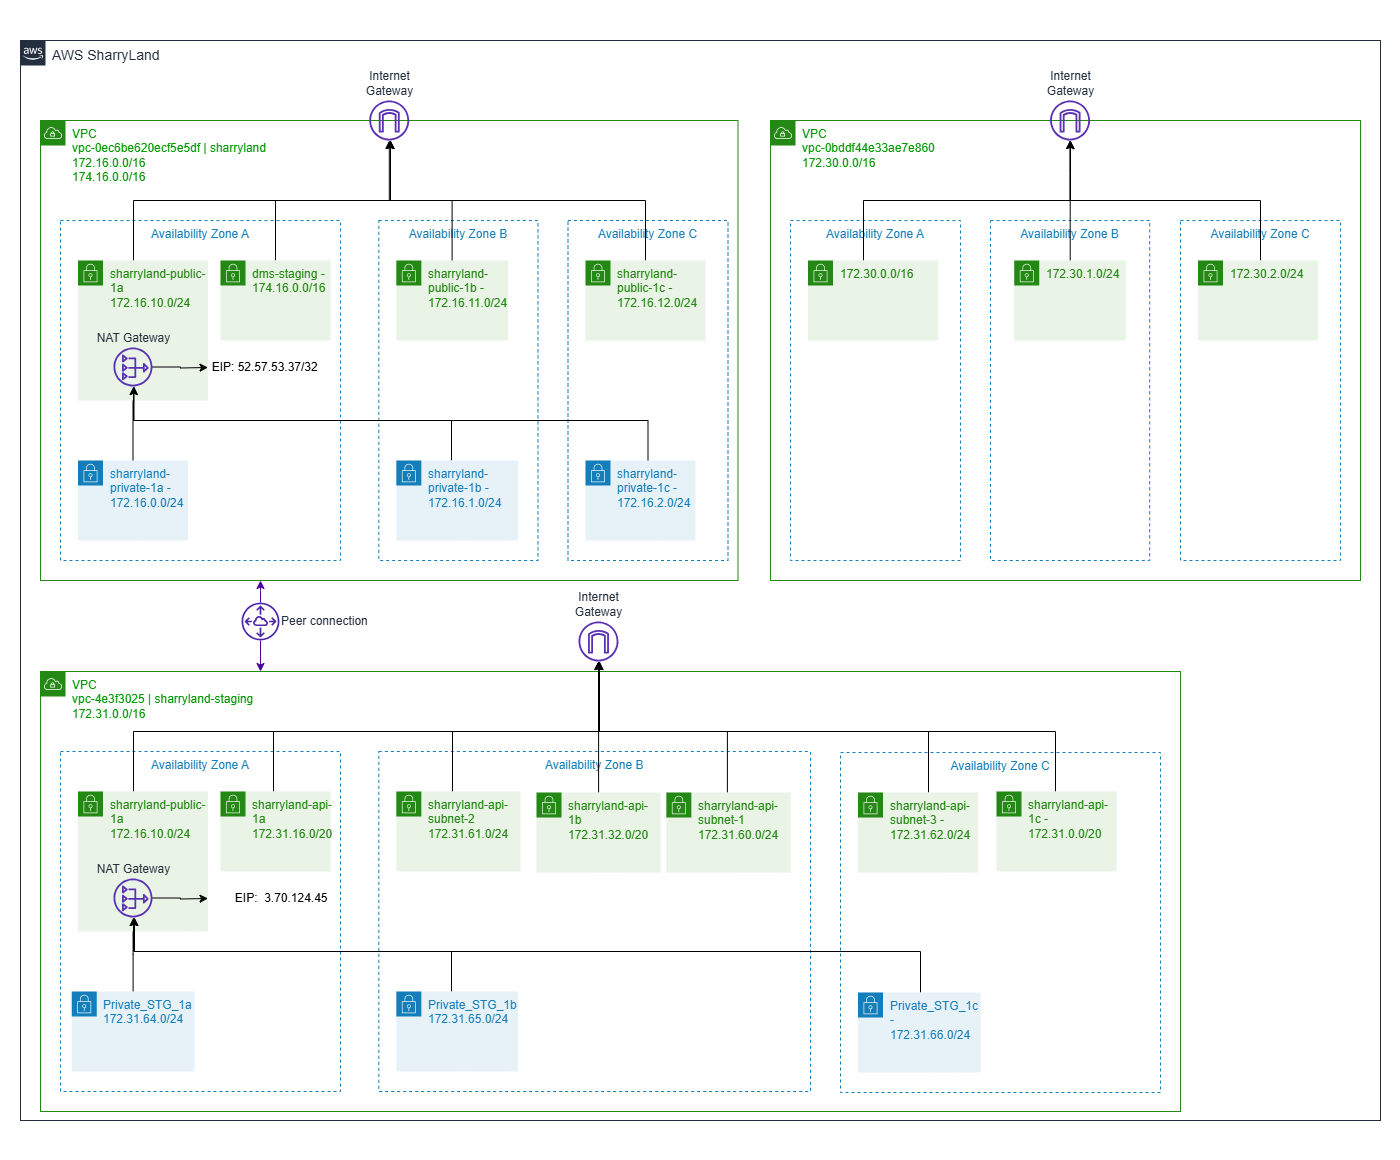 aws
AWS SharryLand
Internet
Gateway
VPC
vpc-0ec6be620ecf5e5df | sharryland
172.16.0.0/16
174.16.0.0/16
Availability Zone A
sharryland-public-
1a
172.16.10.0/24
dms-staging -
174.16.0.0/16
NAT Gateway
EIP: 52.57.53.37/32
sharryland-
private-1a -
172.16.0.0/24
Availability Zone B
sharryland-
public-1b -
172.16.11.0/24
sharryland-
private-1b -
172.16.1.0/24
Availability Zone C
sharryland-
public-1c -
172.16.12.0/24
sharryland-
private-1c -
172.16.2.0/24
Internet
Gateway
VPC
vpc-0bddf44e33ae7e860
172.30.0.0/16
Availability Zone A
172.30.0.0/16
Availability Zone B
172.30.1.0/24
Availability Zone C
172.30.2.0/24
Peer connection
Internet
Gateway
VPC
vpc-4e3f3025 | sharryland-staging
172.31.0.0/16
Availability Zone A
sharryland-public-
1a
172.16.10.0/24
sharryland-api-
1a
172.31.16.0/20
NAT Gateway
EIP: 3.70.124.45
Private_STG_1a
172.31.64.0/24
Availability Zone B
sharryland-api-
subnet-2
172.31.61.0/24
sharryland-api-
1b
172.31.32.0/20
sharryland-api-
subnet-1
172.31.60.0/24
Private_STG_1b
172.31.65.0/24
Availability Zone C
sharryland-api-
subnet-3 -
172.31.62.0/24
sharryland-api-
1c -
172.31.0.0/20
Private_STG_1c
-
172.31.66.0/24